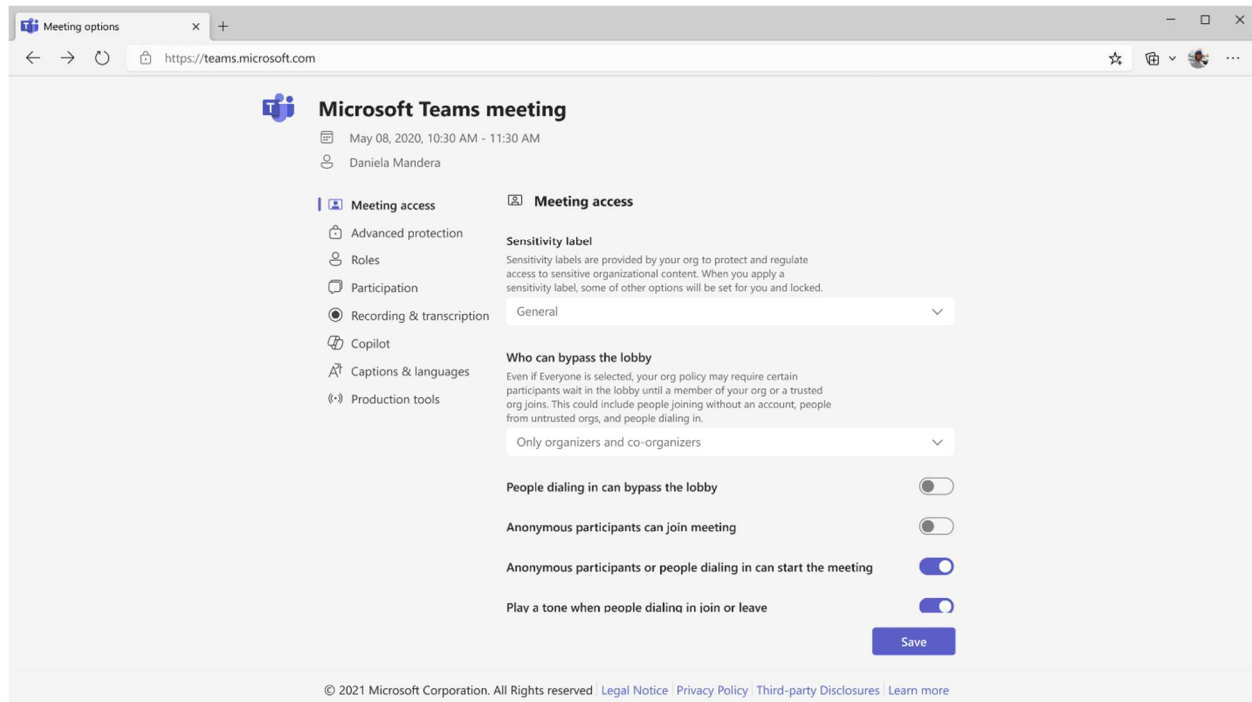 Meeting options
https://teams.microsoft.com
Microsoft Teams meeting
May 08, 2020, 10:30 AM - 11:30 AM
Daniela Mandera
Meeting access
Advanced protection
Roles
Participation
Recording & transcription
Copilot
Captions & languages
Production tools
Meeting access
Sensitivity label
Sensitivity labels are provided by your org to protect and regulate
access to sensitive organizational content. When you apply a
sensitivity label, some of other options will be set for you and locked.
General
Who can bypass the lobby
Even if Everyone is selected, your org policy may require certain
participants wait in the lobby until a member of your org or a trusted
org joins. This could include people joining without an account, people
from untrusted orgs, and people dialing in.
Only organizers and co-organizers
People dialing in can bypass the lobby
Anonymous participants can join meeting
Anonymous participants or people dialing in can start the meeting
Play a tone when people dialing in join or leave
Save
© 2021 Microsoft Corporation. All Rights reserved Legal Notice Privacy Policy Third-party Disclosures Learn more